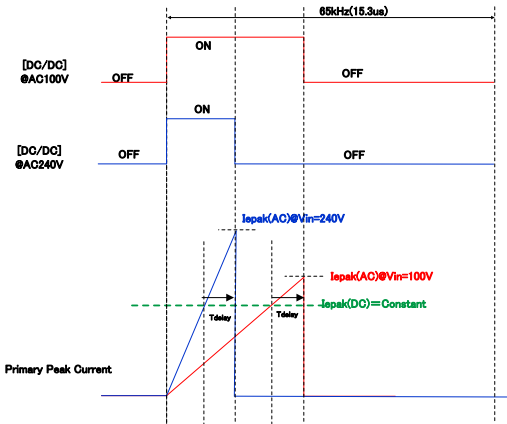 65kHz(15.3us)
[DC/DC]
@AC100V
OFF
ON
OFF
[DC/DC]
@AC240V
OFF
ON
OFF
Iepak(AC)@Vin=240V
Iepak(AC)@Vin=100V
Iepak(DC)=Constant
Tdelay
Tdelay
Primary Peak Current